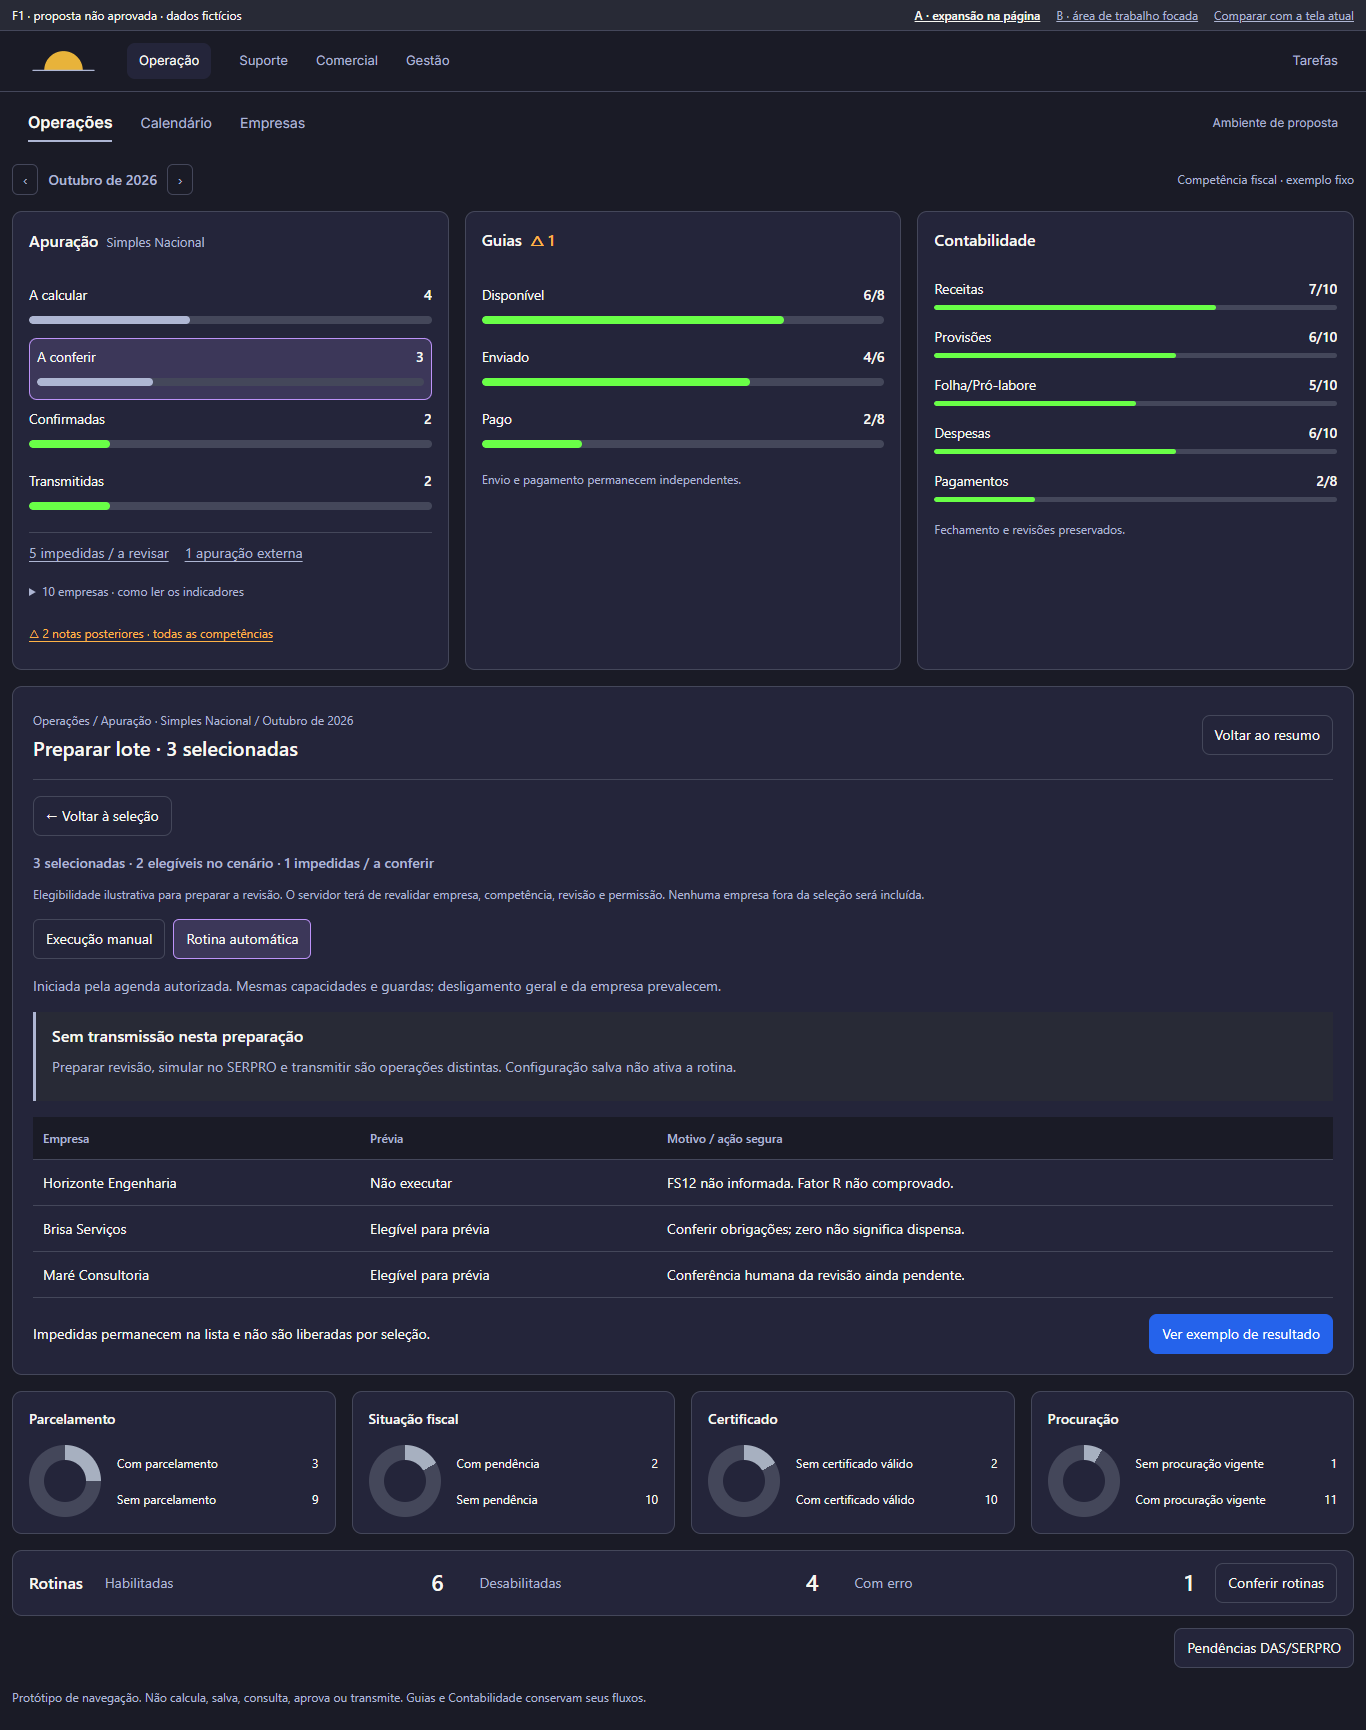 F1 · proposta não aprovada · dados fictícios
A · expansão na página
B · área de trabalho focada
Comparar com a tela atual
Operação
Suporte
Comercial
Gestão
Tarefas
Operações
Calendário
Empresas
Ambiente de proposta
‹ Outubro de 2026 ›
Competência fiscal · exemplo fixo
Apuração Simples Nacional
A calcular 4
A conferir 3
Confirmadas 2
Transmitidas 2
5 impedidas / a revisar 1 apuração externa
▶ 10 empresas · como ler os indicadores
△ 2 notas posteriores · todas as competências
Guias △ 1
Disponível 6/8
Enviado 4/6
Pago 2/8
Envio e pagamento permanecem independentes.
Contabilidade
Receitas 7/10
Provisões 6/10
Folha/Pró-labore 5/10
Despesas 6/10
Pagamentos 2/8
Fechamento e revisões preservados.
Operações / Apuração · Simples Nacional / Outubro de 2026
Preparar lote · 3 selecionadas
Voltar ao resumo
← Voltar à seleção
3 selecionadas · 2 elegíveis no cenário · 1 impedidas / a conferir
Elegibilidade ilustrativa para preparar a revisão. O servidor terá de revalidar empresa, competência, revisão e permissão. Nenhuma empresa fora da seleção será incluída.
Execução manual
Rotina automática
Iniciada pela agenda autorizada. Mesmas capacidades e guardas; desligamento geral e da empresa prevalecem.
Sem transmissão nesta preparação
Preparar revisão, simular no SERPRO e transmitir são operações distintas. Configuração salva não ativa a rotina.
Empresa Prévia Motivo / ação segura
Horizonte Engenharia Não executar FS12 não informada. Fator R não comprovado.
Brisa Serviços Elegível para prévia Conferir obrigações; zero não significa dispensa.
Maré Consultoria Elegível para prévia Conferência humana da revisão ainda pendente.
Impedidas permanecem na lista e não são liberadas por seleção.
Ver exemplo de resultado
Parcelamento
Com parcelamento 3
Sem parcelamento 9
Situação fiscal
Com pendência 2
Sem pendência 10
Certificado
Sem certificado válido 2
Com certificado válido 10
Procuração
Sem procuração vigente 1
Com procuração vigente 11
Rotinas Habilitadas 6 Desabilitadas 4 Com erro 1
Conferir rotinas
Pendências DAS/SERPRO
Protótipo de navegação. Não calcula, salva, consulta, aprova ou transmite. Guias e Contabilidade conservam seus fluxos.